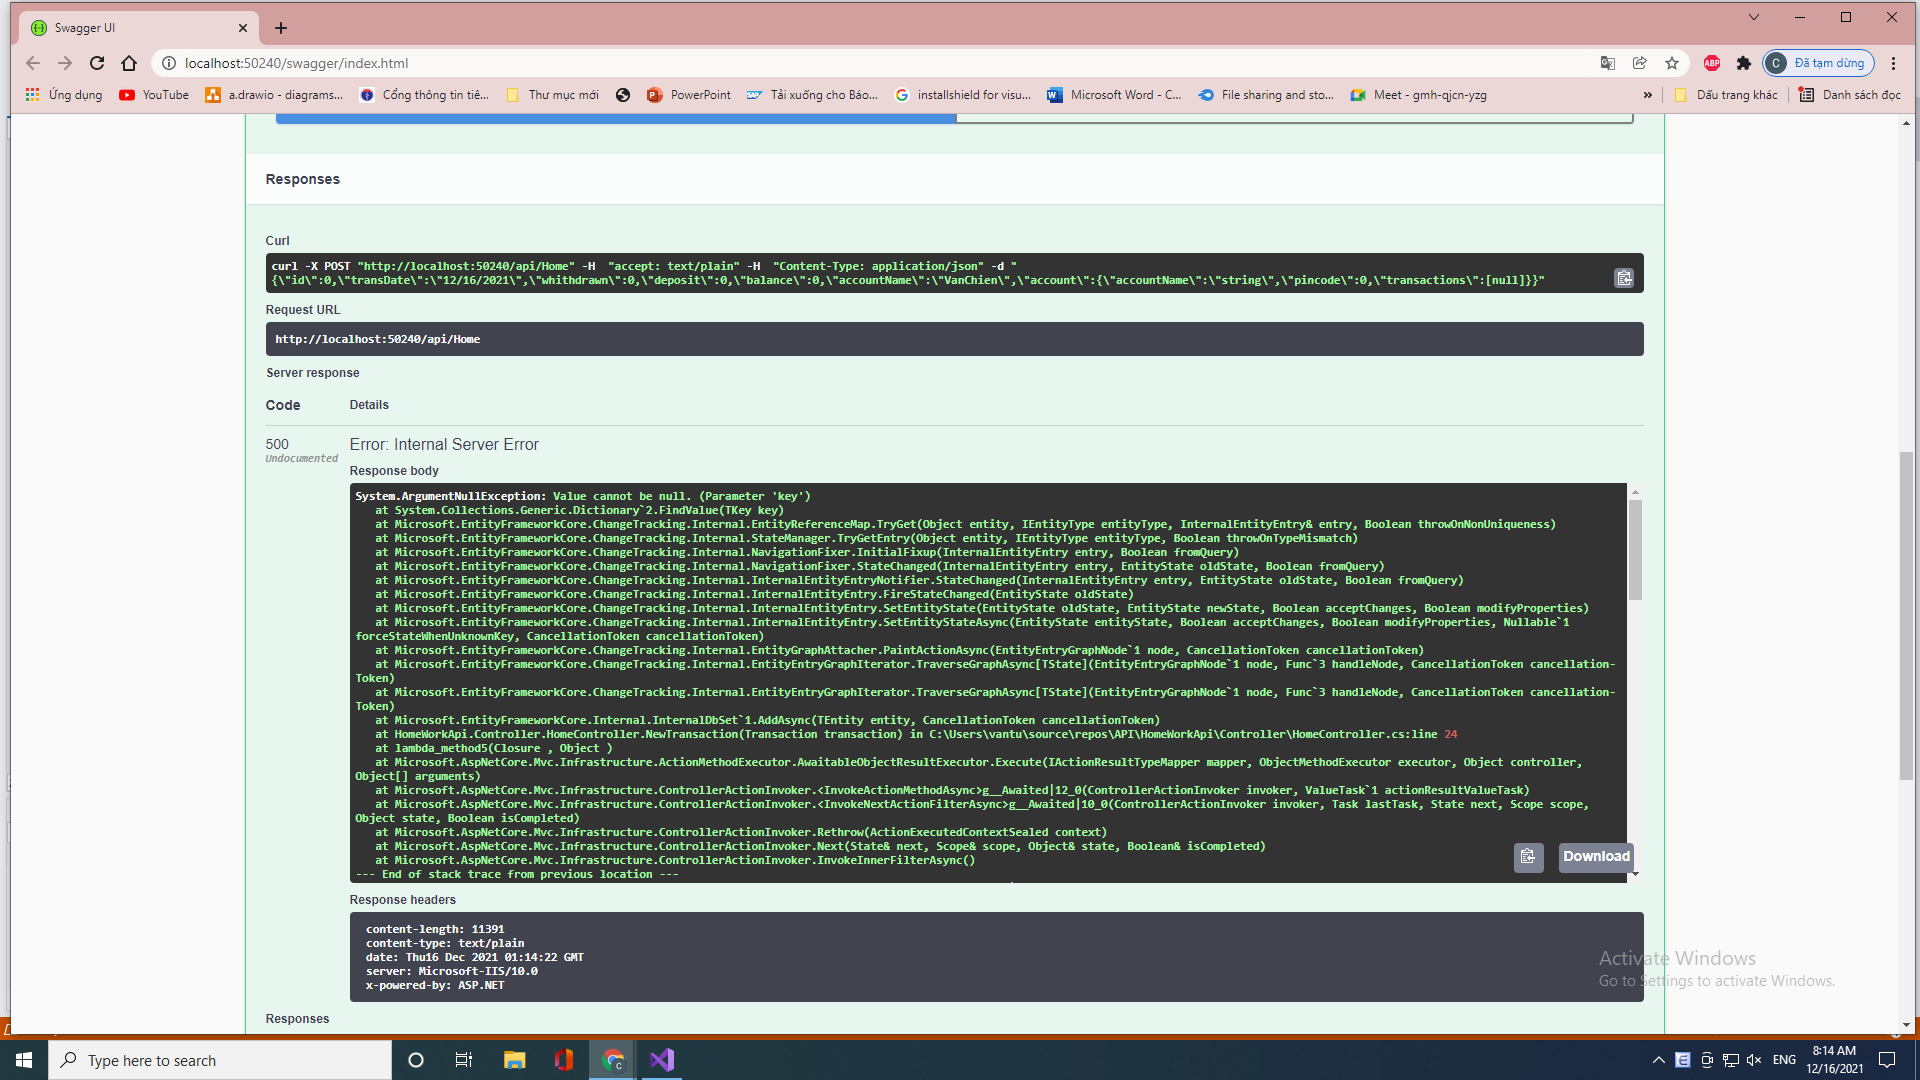 Swagger UI
localhost:50240/swagger/index.html
Đã tạm dừng
C
ABP
Ứng dụng
YouTube
a.drawio - diagrams...
Cổng thông tin tiê...
Thư mục mới
PowerPoint
Tải xuống cho Báo...
installshield for visu...
Microsoft Word - C...
File sharing and sto...
Meet - gmh-qjcn-yzg
»
Dấu trang khác
Danh sách đọc
Responses
Curl
curl -X POST "http://localhost:50240/api/Home" -H  "accept: text/plain" -H  "Content-Type: application/json" -d "
{\"id\":0,\"transDate\":\"12/16/2021\",\"whithdrawn\":0,\"deposit\":0,\"balance\":0,\"accountName\":\"VanChien\",\"account\":{\"accountName\":\"string\",\"pincode\":0,\"transactions\":[null]}}"
Request URL
http://localhost:50240/api/Home
Server response
Code
Details
500
Undocumented
Error: Internal Server Error
Response body
System.ArgumentNullException: Value cannot be null. (Parameter 'key')
at System.Collections.Generic.Dictionary`2.FindValue(TKey key)
at Microsoft.EntityFrameworkCore.ChangeTracking.Internal.EntityReferenceMap.TryGet(Object entity, IEntityType entityType, InternalEntityEntry& entry, Boolean throwOnNonUniqueness)
at Microsoft.EntityFrameworkCore.ChangeTracking.Internal.StateManager.TryGetEntry(Object entity, IEntityType entityType, Boolean throwOnTypeMismatch)
at Microsoft.EntityFrameworkCore.ChangeTracking.Internal.NavigationFixer.InitialFixup(InternalEntityEntry entry, Boolean fromQuery)
at Microsoft.EntityFrameworkCore.ChangeTracking.Internal.NavigationFixer.StateChanged(InternalEntityEntry entry, EntityState oldState, Boolean fromQuery)
at Microsoft.EntityFrameworkCore.ChangeTracking.Internal.InternalEntityEntryNotifier.StateChanged(InternalEntityEntry entry, EntityState oldState, Boolean fromQuery)
at Microsoft.EntityFrameworkCore.ChangeTracking.Internal.InternalEntityEntry.FireStateChanged(EntityState oldState)
at Microsoft.EntityFrameworkCore.ChangeTracking.Internal.InternalEntityEntry.SetEntityState(EntityState oldState, EntityState newState, Boolean acceptChanges, Boolean modifyProperties)
at Microsoft.EntityFrameworkCore.ChangeTracking.Internal.InternalEntityEntry.SetEntityStateAsync(EntityState entityState, Boolean acceptChanges, Boolean modifyProperties, Nullable`1
forceStateWhenUnknownKey, CancellationToken cancellationToken)
at Microsoft.EntityFrameworkCore.ChangeTracking.Internal.EntityGraphAttacher.PaintActionAsync(EntityEntryGraphNode`1 node, CancellationToken cancellationToken)
at Microsoft.EntityFrameworkCore.ChangeTracking.Internal.EntityEntryGraphIterator.TraverseGraphAsync[TState](EntityEntryGraphNode`1 node, Func`3 handleNode, CancellationToken cancellation-
Token)
at Microsoft.EntityFrameworkCore.ChangeTracking.Internal.EntityEntryGraphIterator.TraverseGraphAsync[TState](EntityEntryGraphNode`1 node, Func`3 handleNode, CancellationToken cancellation-
Token)
at Microsoft.EntityFrameworkCore.Internal.InternalDbSet`1.AddAsync(TEntity entity, CancellationToken cancellationToken)
at HomeWorkApi.Controller.HomeController.NewTransaction(Transaction transaction) in C:\Users\vantu\source\repos\API\HomeWorkApi\Controller\HomeController.cs:line 24
at lambda_method5(Closure , Object )
at Microsoft.AspNetCore.Mvc.Infrastructure.ActionMethodExecutor.AwaitableObjectResultExecutor.Execute(IActionResultTypeMapper mapper, ObjectMethodExecutor executor, Object controller,
Object[] arguments)
at Microsoft.AspNetCore.Mvc.Infrastructure.ControllerActionInvoker.<InvokeActionMethodAsync>g__Awaited|12_0(ControllerActionInvoker invoker, ValueTask`1 actionResultValueTask)
at Microsoft.AspNetCore.Mvc.Infrastructure.ControllerActionInvoker.<InvokeNextActionFilterAsync>g__Awaited|10_0(ControllerActionInvoker invoker, Task lastTask, State next, Scope scope,
Object state, Boolean isCompleted)
at Microsoft.AspNetCore.Mvc.Infrastructure.ControllerActionInvoker.Rethrow(ActionExecutedContextSealed context)
at Microsoft.AspNetCore.Mvc.Infrastructure.ControllerActionInvoker.Next(State& next, Scope& scope, Object& state, Boolean& isCompleted)
at Microsoft.AspNetCore.Mvc.Infrastructure.ControllerActionInvoker.InvokeInnerFilterAsync()
--- End of stack trace from previous location ---
Download
Response headers
content-length: 11391
content-type: text/plain
date: Thu16 Dec 2021 01:14:22 GMT
server: Microsoft-IIS/10.0
x-powered-by: ASP.NET
Responses
Activate Windows
Go to Settings to activate Windows.
Type here to search
ENG
8:14 AM
12/16/2021